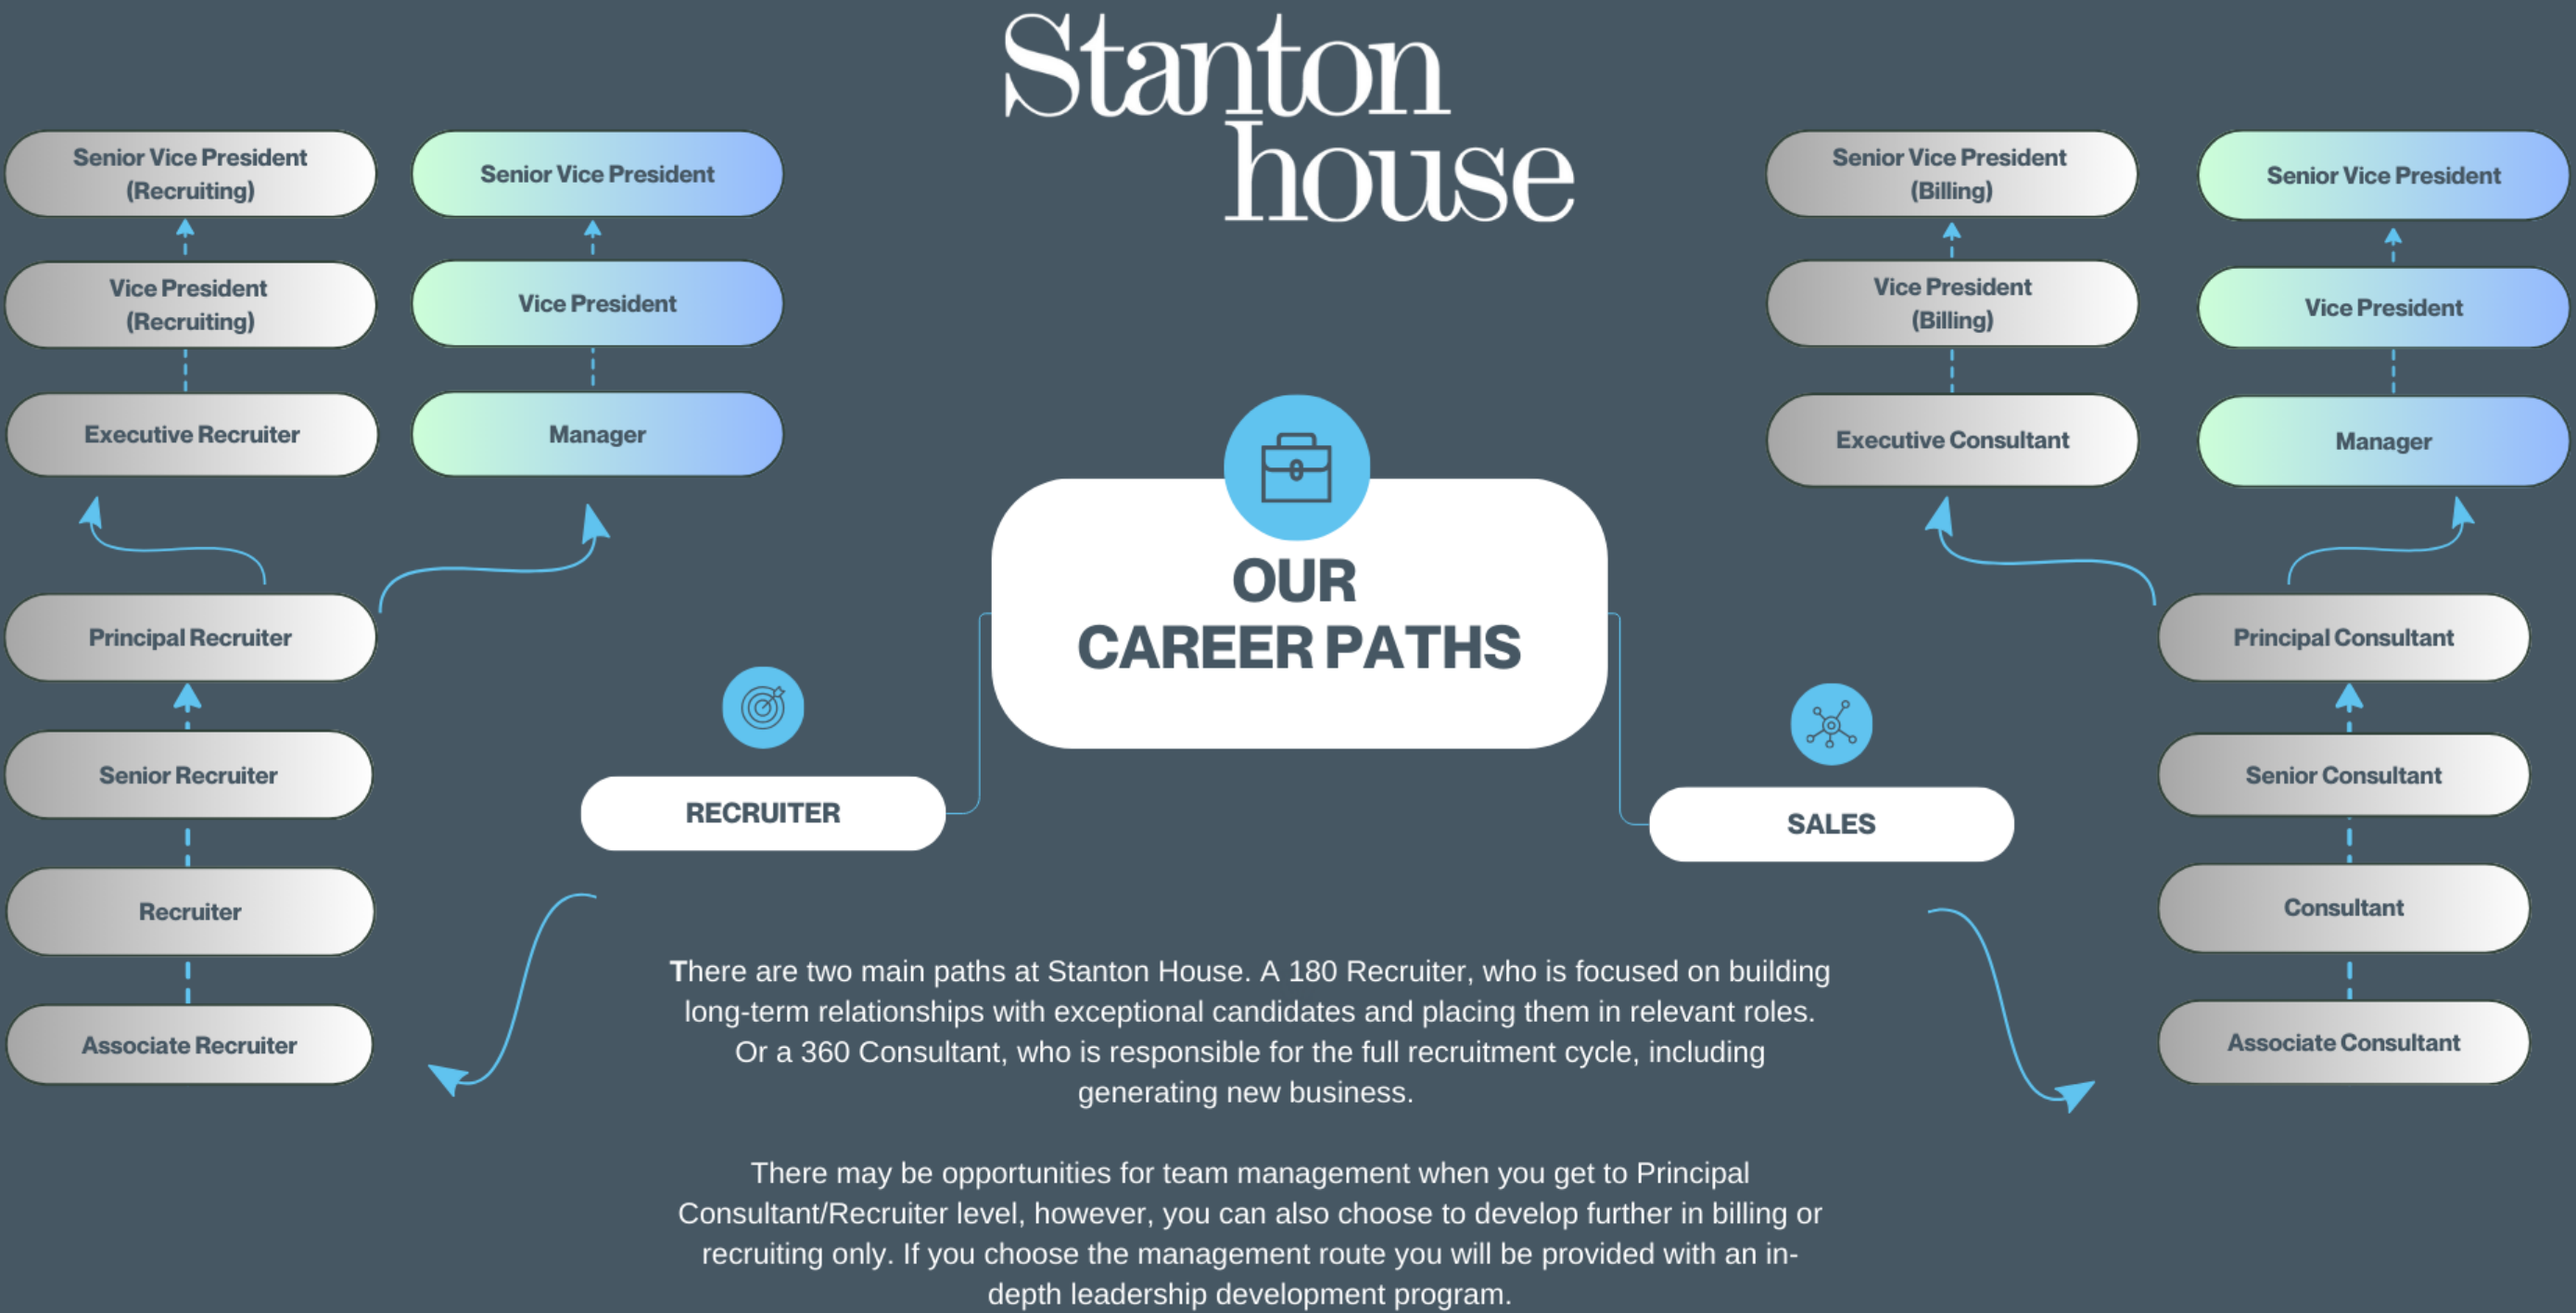 Stanton
house
Senior Vice President
(Recruiting)
Vice President
(Recruiting)
Executive Recruiter
Senior Vice President
Vice President
Manager
Principal Recruiter
Senior Recruiter
Recruiter
Associate Recruiter
OUR
CAREER PATHS
RECRUITER
SALES
Senior Vice President
(Billing)
Vice President
(Billing)
Executive Consultant
Senior Vice President
Vice President
Manager
Principal Consultant
Senior Consultant
Consultant
Associate Consultant
There are two main paths at Stanton House. A 180 Recruiter, who is focused on building
long-term relationships with exceptional candidates and placing them in relevant roles.
Or a 360 Consultant, who is responsible for the full recruitment cycle, including
generating new business.
There may be opportunities for team management when you get to Principal
Consultant/Recruiter level, however, you can also choose to develop further in billing or
recruiting only. If you choose the management route you will be provided with an in-
depth leadership development program.